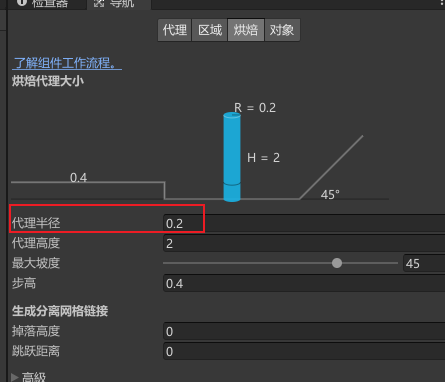 检查器 导航
代理 区域 烘焙 对象
了解组件工作流程。
烘焙代理大小
R = 0.2
H = 2
0.4
45°
代理半径 0.2
代理高度 2
最大坡度 45
步高 0.4
生成分离网格链接
掉落高度 0
跳跃距离 0
高级